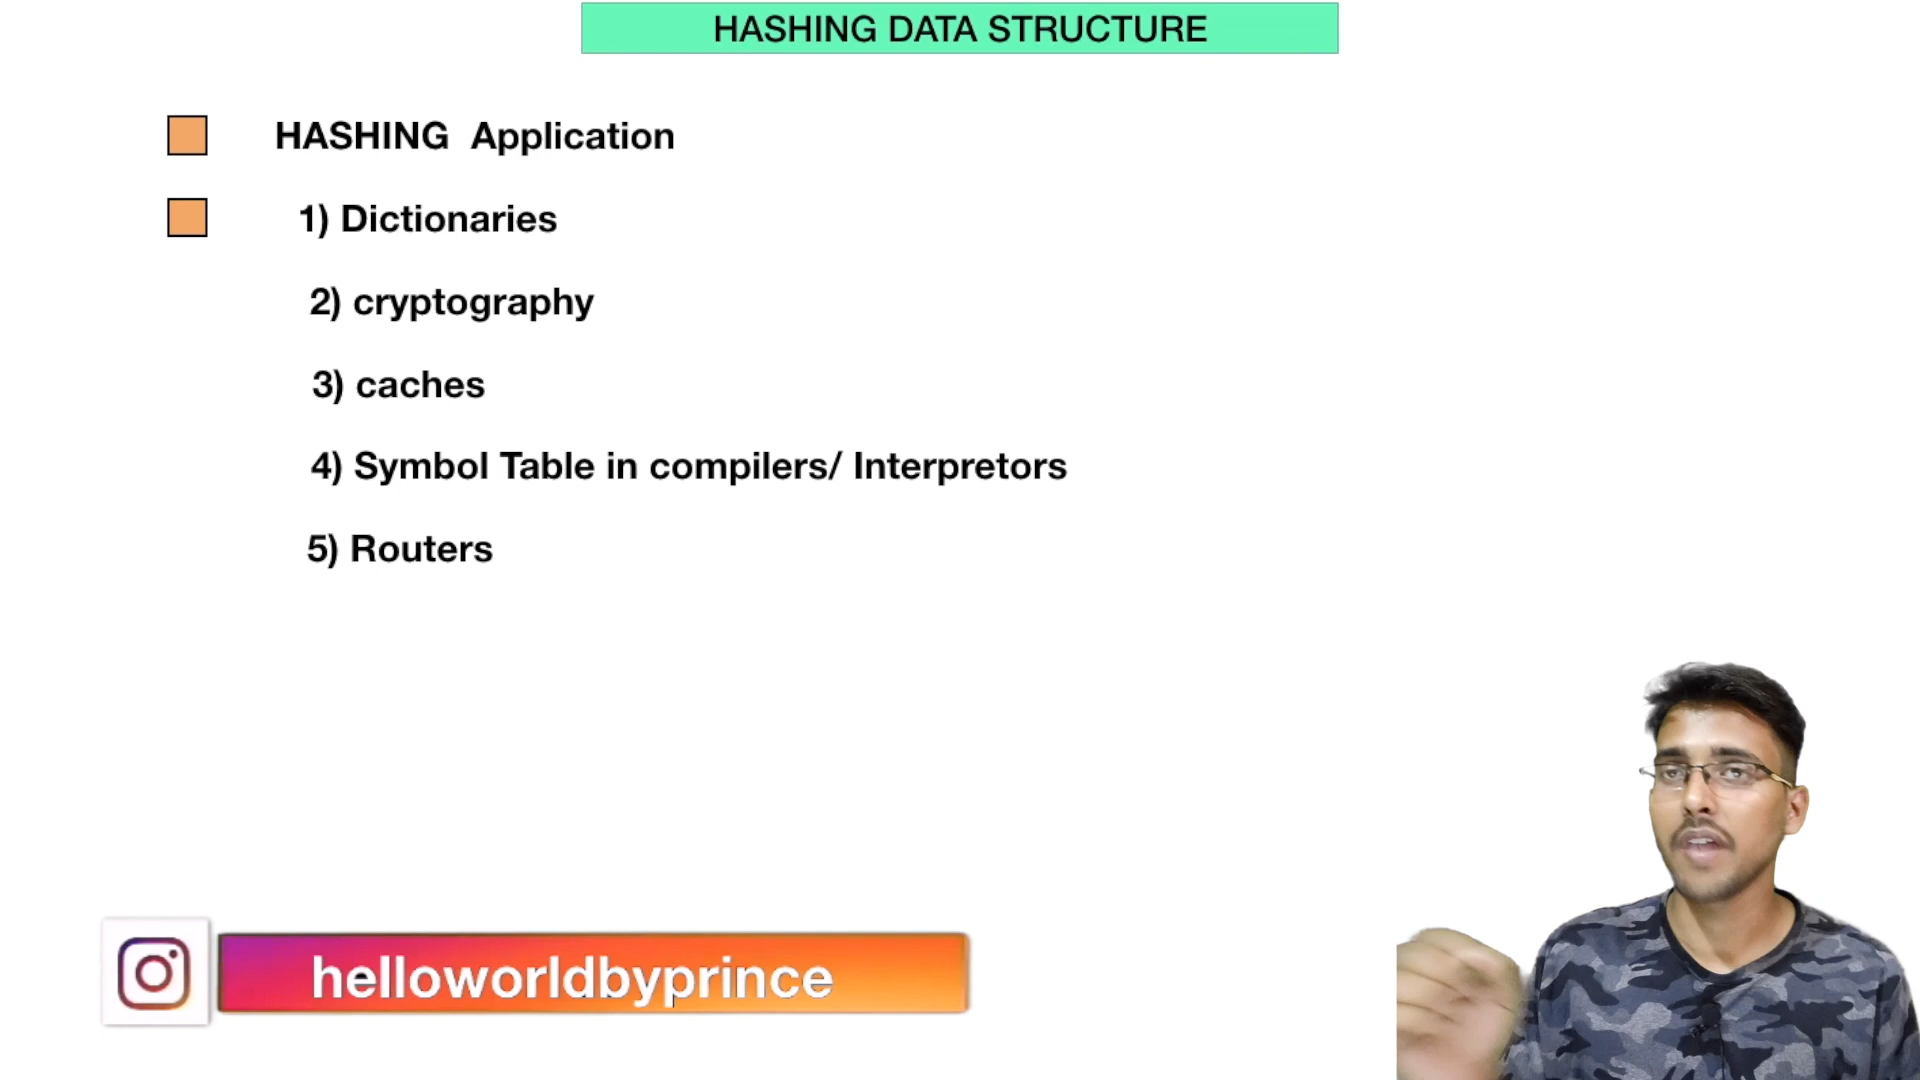 HASHING DATA STRUCTURE
HASHING Application
1) Dictionaries
2) cryptography
3) caches
4) Symbol Table in compilers/ Interpretors
5) Routers
helloworldbyprince